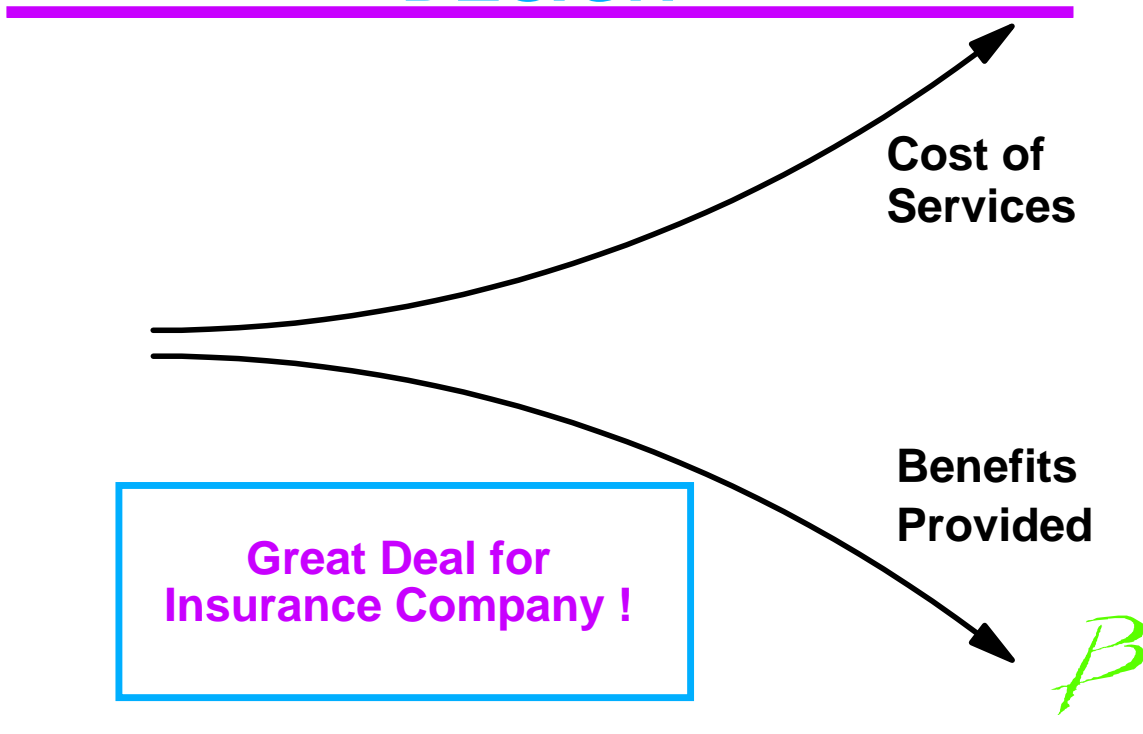 Cost of
Services
Benefits
Provided
Great Deal for
Insurance Company !
B